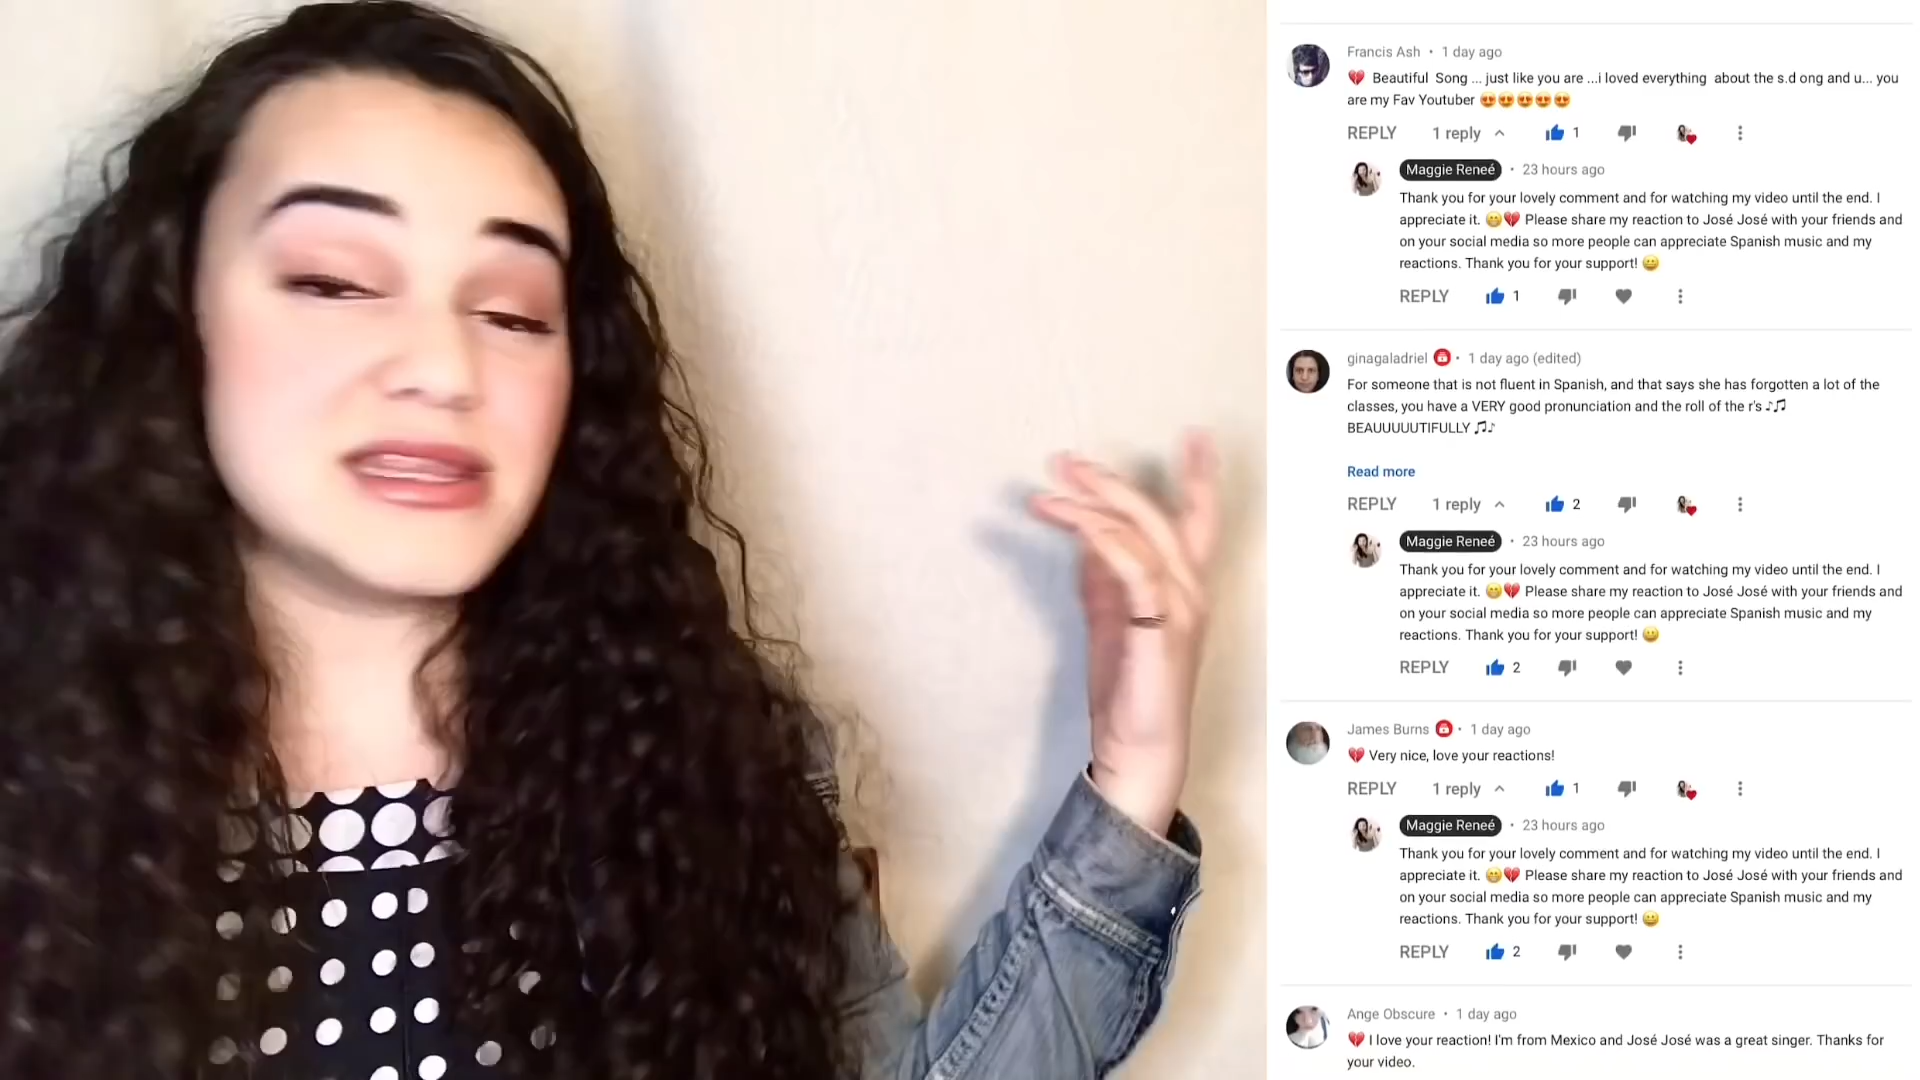 Francis Ash • 1 day ago
💔 Beautiful Song ... just like you are ...i loved everything about the s.d ong and u... you
are my Fav Youtuber 😍😍😍😍😍
REPLY 1 reply 1
Maggie Reneé • 23 hours ago
Thank you for your lovely comment and for watching my video until the end. I
appreciate it. 😁💔 Please share my reaction to José José with your friends and
on your social media so more people can appreciate Spanish music and my
reactions. Thank you for your support! 😀
REPLY 1
ginagaladriel • 1 day ago (edited)
For someone that is not fluent in Spanish, and that says she has forgotten a lot of the
classes, you have a VERY good pronunciation and the roll of the r's ♪♫
BEAUUUUUTIFULLY ♫♪
Read more
REPLY 1 reply 2
Maggie Reneé • 23 hours ago
Thank you for your lovely comment and for watching my video until the end. I
appreciate it. 😁💔 Please share my reaction to José José with your friends and
on your social media so more people can appreciate Spanish music and my
reactions. Thank you for your support! 😀
REPLY 2
James Burns • 1 day ago
💔 Very nice, love your reactions!
REPLY 1 reply 1
Maggie Reneé • 23 hours ago
Thank you for your lovely comment and for watching my video until the end. I
appreciate it. 😁💔 Please share my reaction to José José with your friends and
on your social media so more people can appreciate Spanish music and my
reactions. Thank you for your support! 😀
REPLY 2
Ange Obscure • 1 day ago
💔 I love your reaction! I'm from Mexico and José José was a great singer. Thanks for
your video.